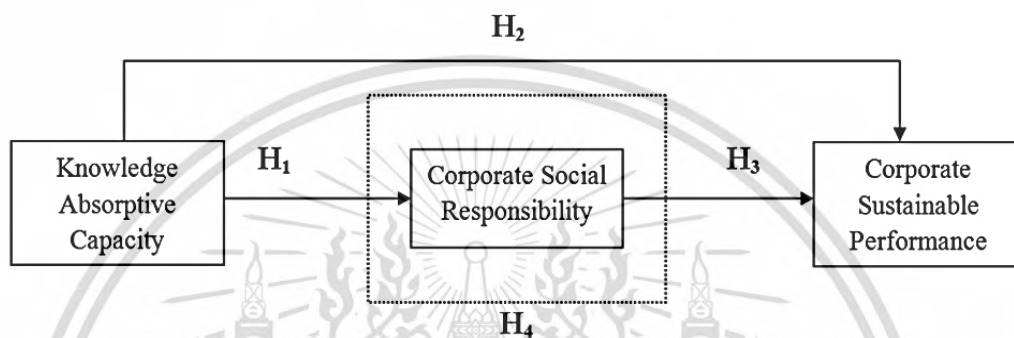 H₂
Knowledge
Absorptive
Capacity
H₁
Corporate Social
Responsibility
H₃
Corporate
Sustainable
Performance
H₄